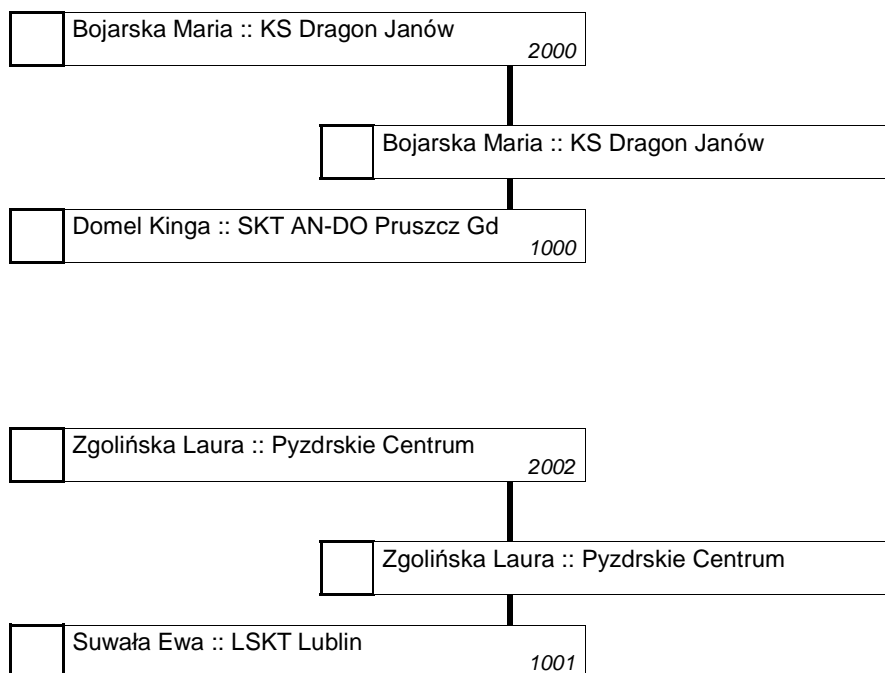 Bojarska Maria :: KS Dragon Janów
2000
Bojarska Maria :: KS Dragon Janów
Domel Kinga :: SKT AN-DO Pruszcz Gd
1000
Zgolińska Laura :: Pyzdrskie Centrum
2002
Zgolińska Laura :: Pyzdrskie Centrum
Suwała Ewa :: LSKT Lublin
1001